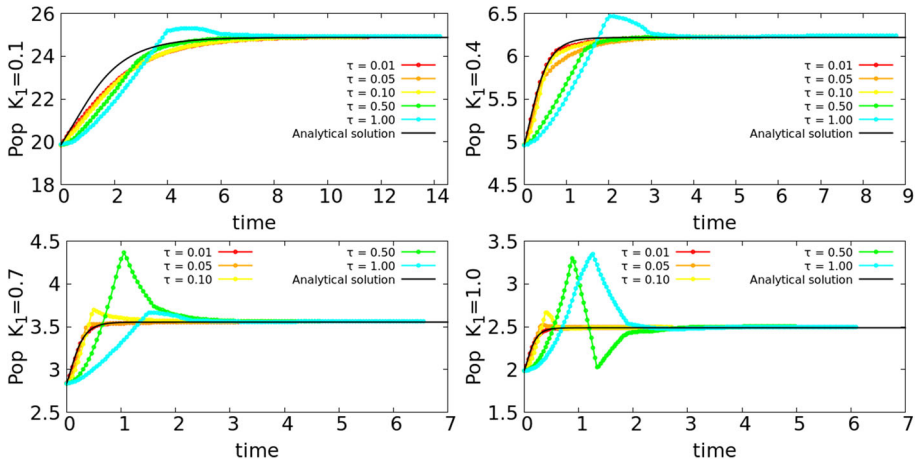 Pop K₁=0.1
26
24
22
20
18
τ = 0.01
τ = 0.05
τ = 0.10
τ = 0.50
τ = 1.00
Analytical solution
0 2 4 6 8 10 12 14
time
Pop K₁=0.4
6.5
6
5.5
5
4.5
τ = 0.01
τ = 0.05
τ = 0.10
τ = 0.50
τ = 1.00
Analytical solution
0 1 2 3 4 5 6 7 8 9
time
Pop K₁=0.7
4.5
3.5
2.5
τ = 0.01
τ = 0.05
τ = 0.10
τ = 0.50
τ = 1.00
Analytical solution
0 1 2 3 4 5 6 7
time
Pop K₁=1.0
3.5
2.5
1.5
τ = 0.01
τ = 0.05
τ = 0.10
τ = 0.50
τ = 1.00
Analytical solution
0 1 2 3 4 5 6 7
time